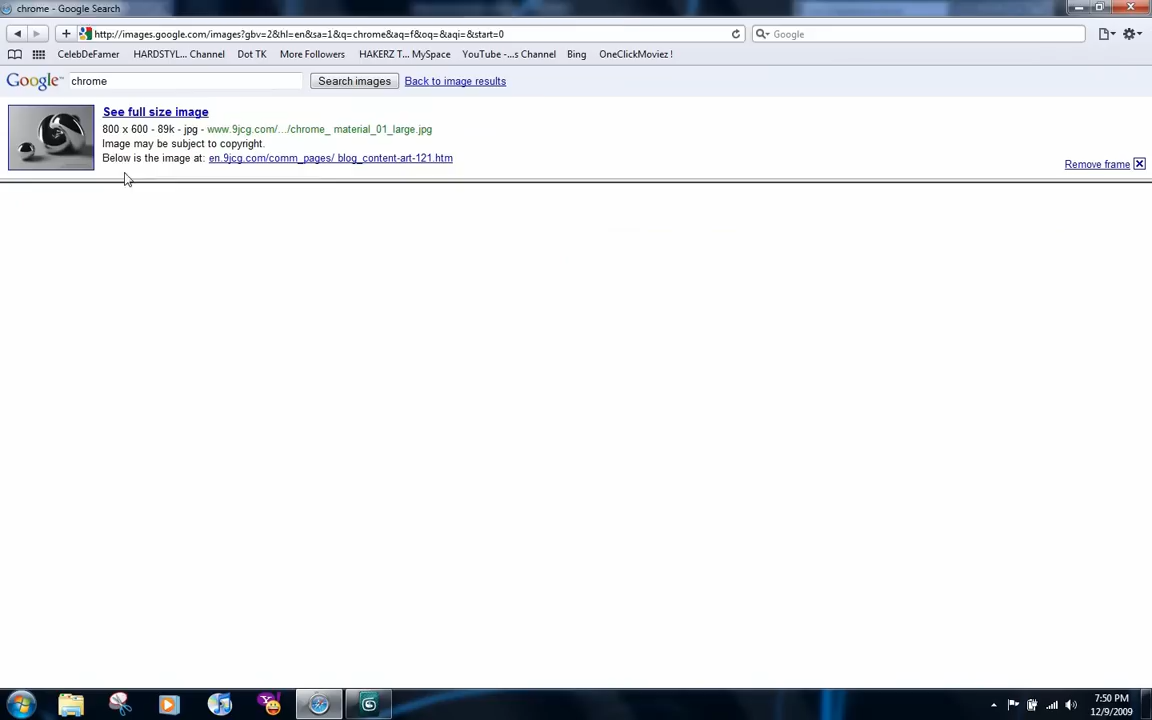 chrome - Google Search
http://images.google.com/images?gbv=2&hl=en&sa=1&q=chrome&aq=f&oq=&aqi=&start=0
Google
CelebDeFamer HARDSTYL... Channel Dot TK More Followers HAKERZ T... MySpace YouTube -...s Channel Bing OneClickMoviez !
Google™ chrome Search images Back to image results
See full size image
800 x 600 - 89k - jpg - www.9jcg.com/.../chrome_ material_01_large.jpg
Image may be subject to copyright.
Below is the image at: en.9jcg.com/comm_pages/ blog_content-art-121.htm
Remove frame
7:50 PM
12/9/2009